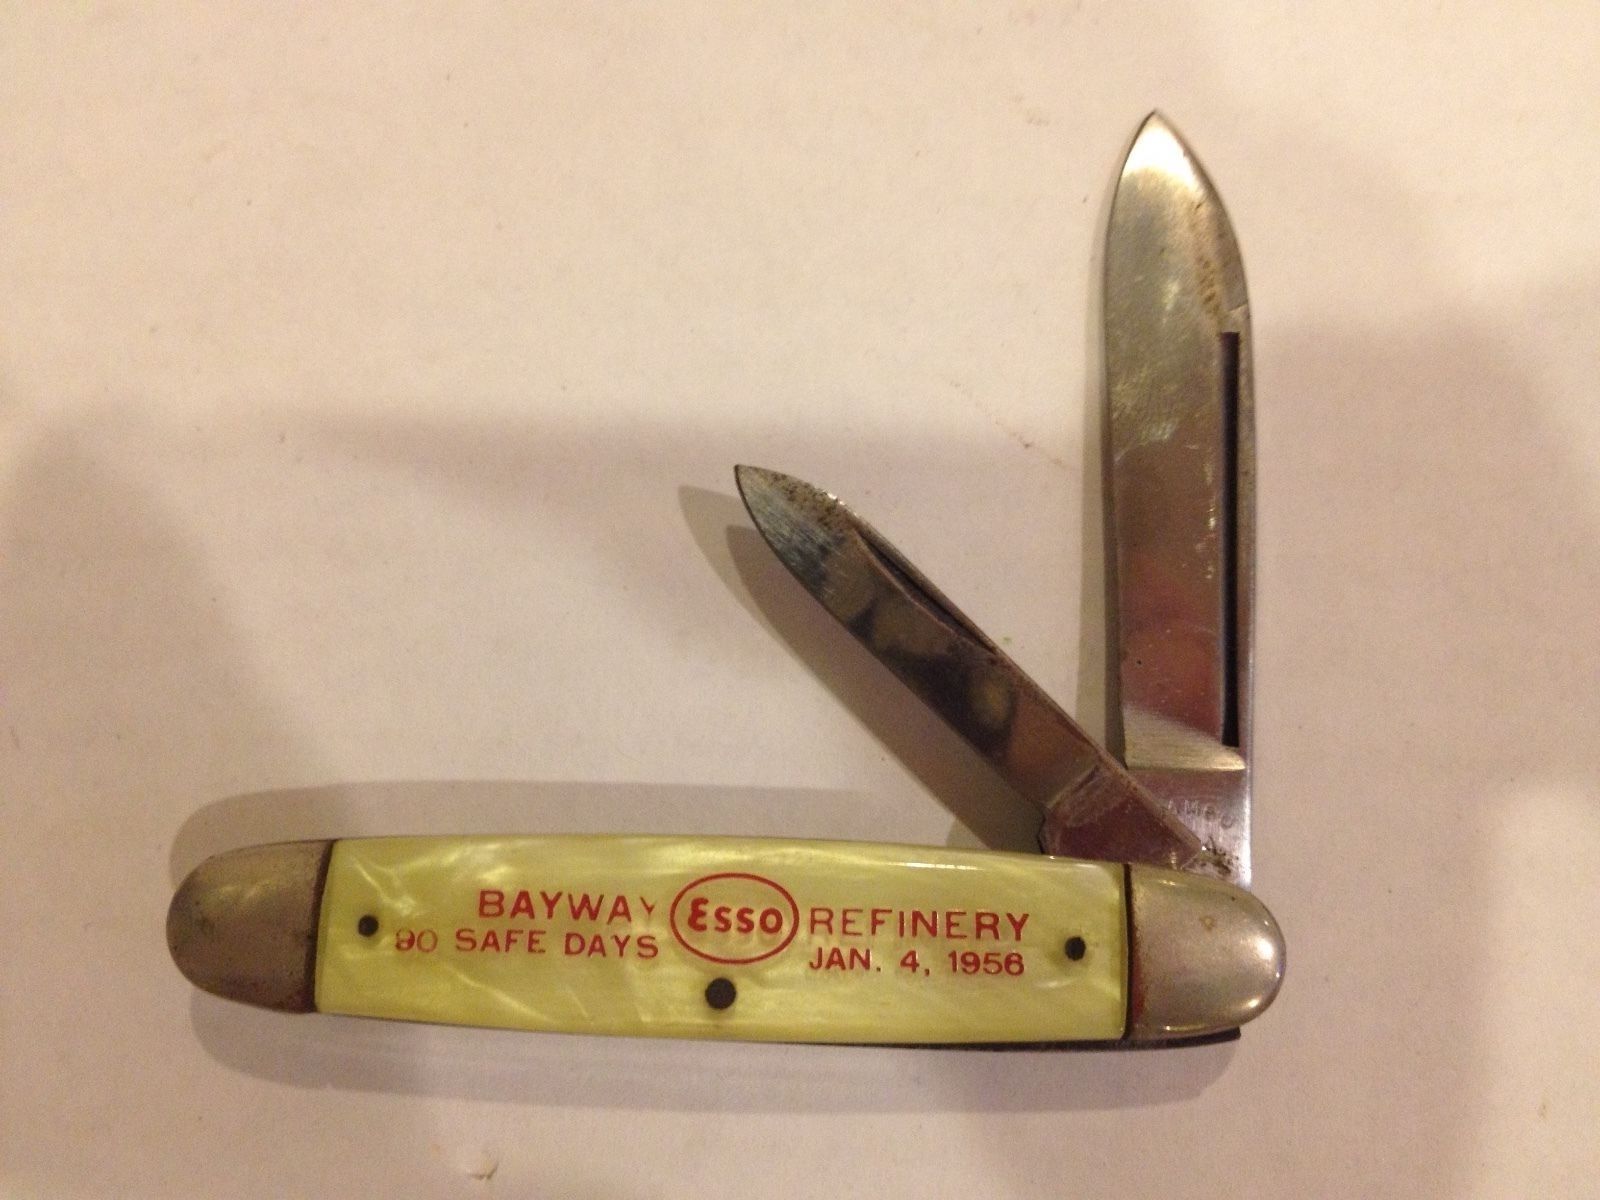 BAYWAY Esso REFINERY
90 SAFE DAYS JAN. 4, 1956